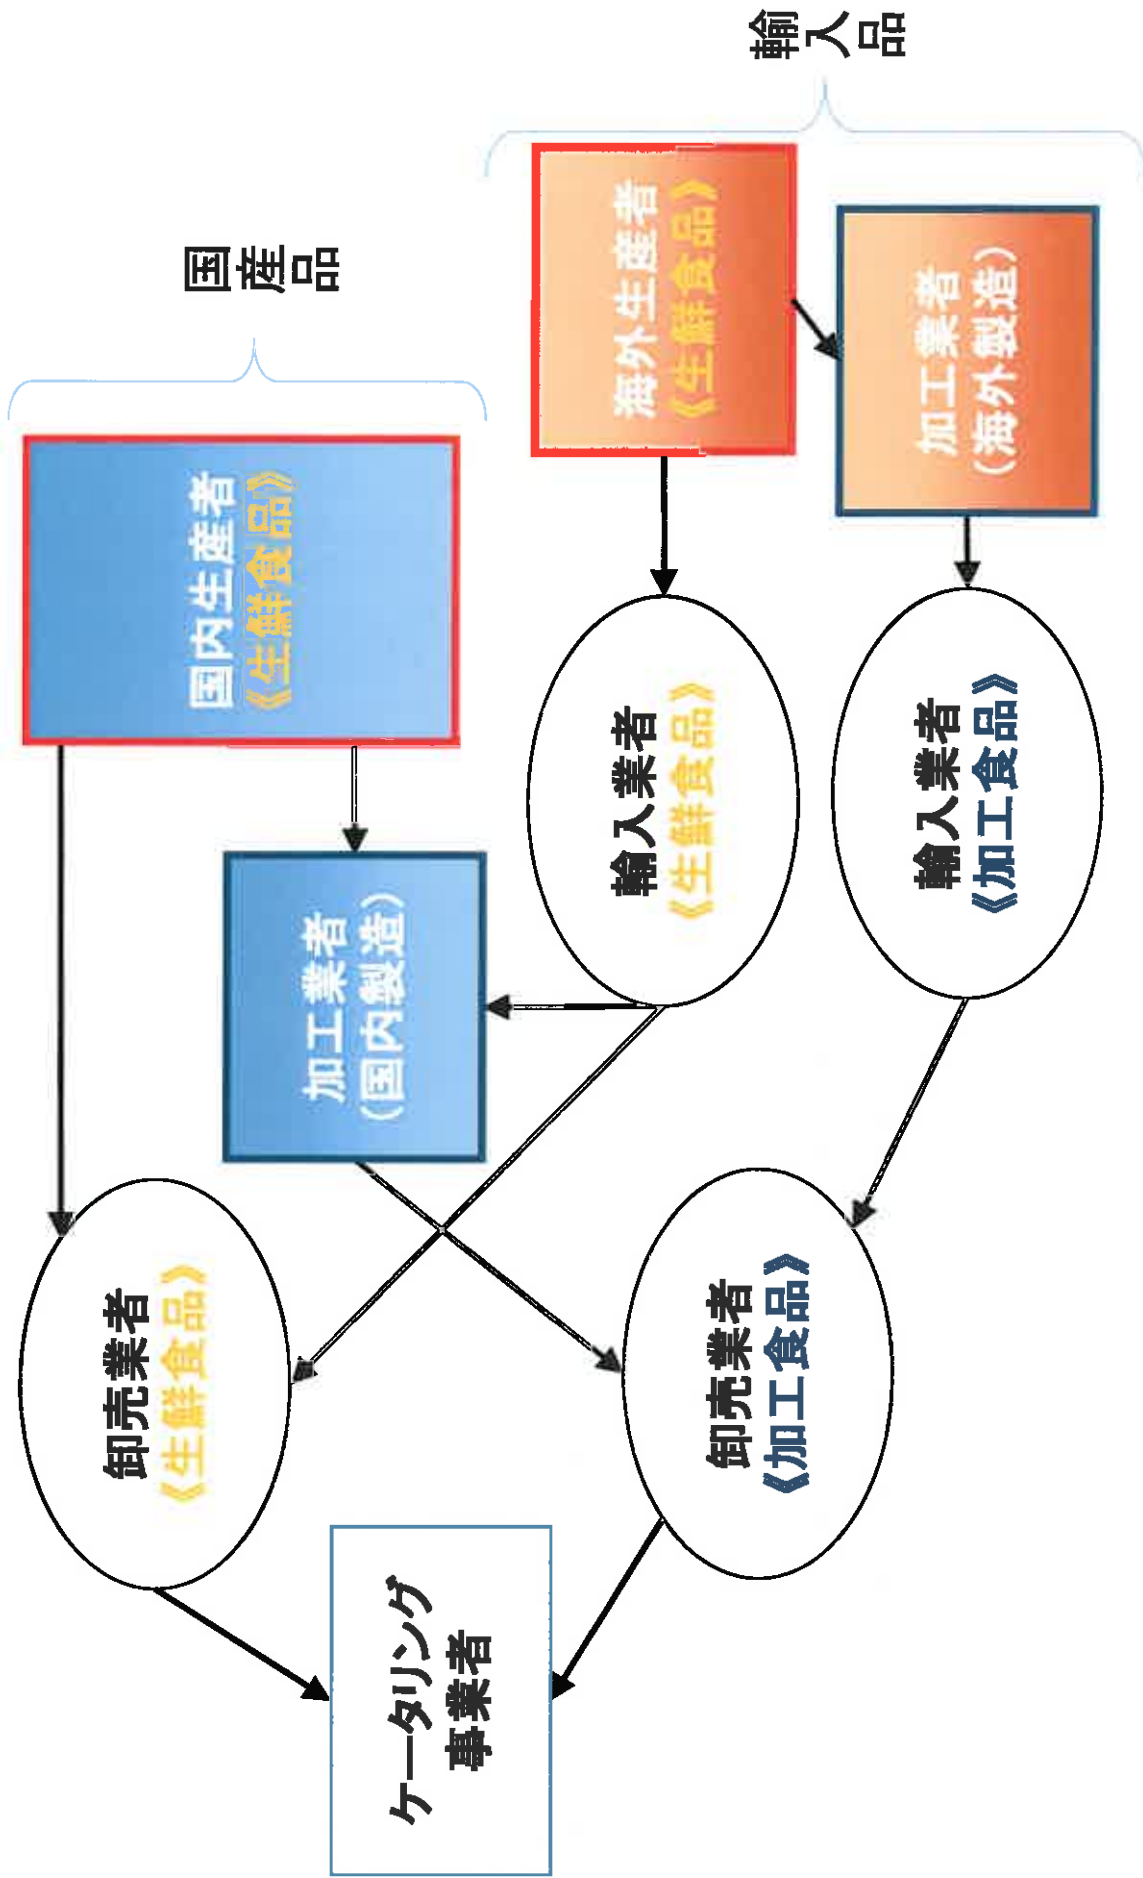 国産品
輸入品
国内生産者
《生鮮食品》
海外生産者
《生鮮食品》
加工業者
(海外製造)
加工業者
(国内製造)
輸入業者
《生鮮食品》
輸入業者
《加工食品》
卸売業者
《生鮮食品》
卸売業者
《加工食品》
ケータリング
事業者